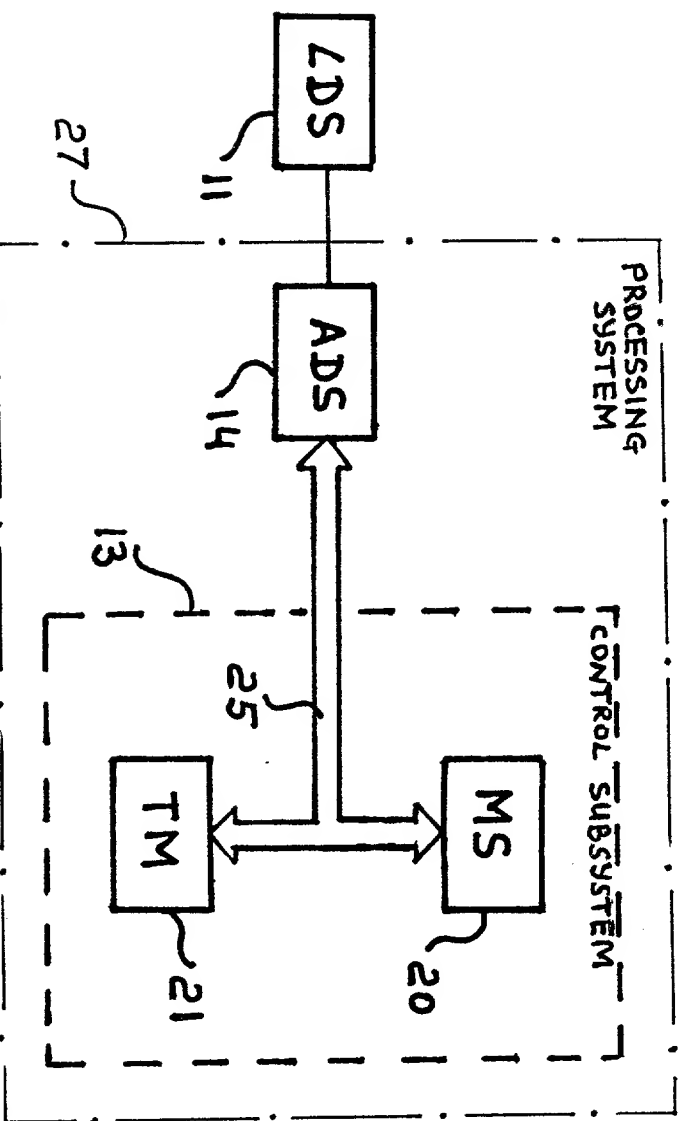 PROCESSING
SYSTEM
CONTROL SUBSYSTEM
MS
20
LDS
11
ADS
14
25
TM
21
13
27